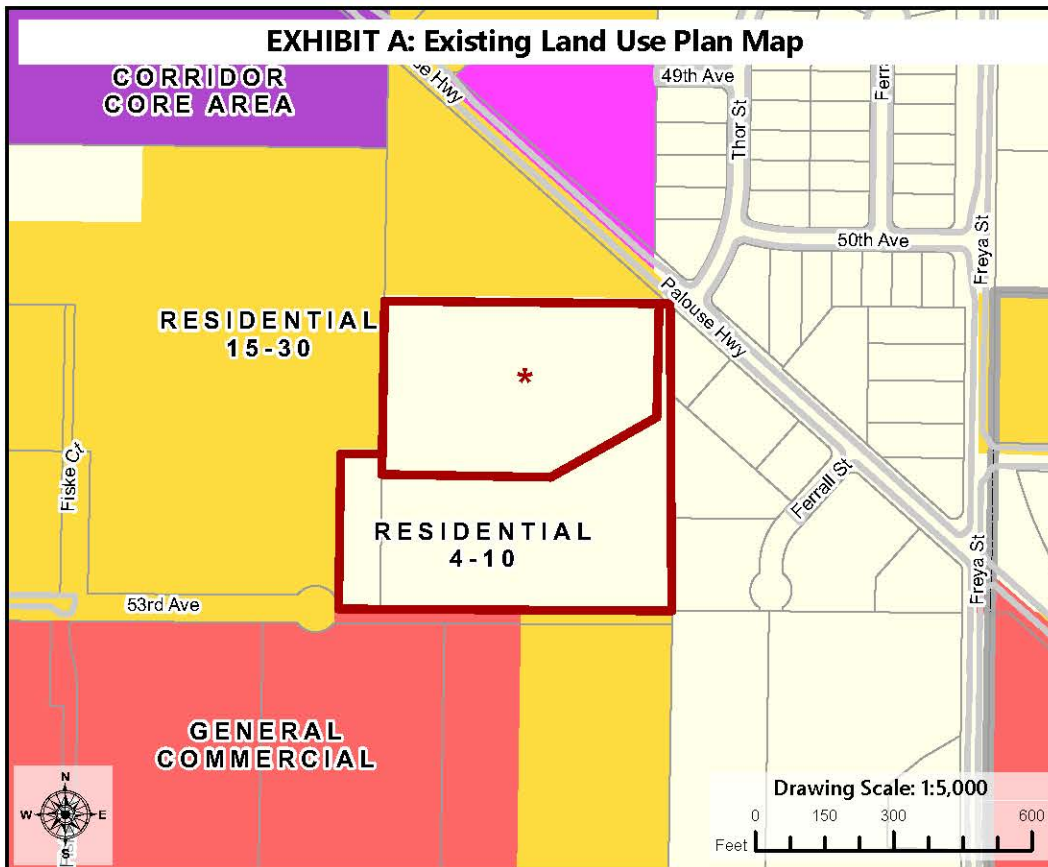 EXHIBIT A: Existing Land Use Plan Map
CORRIDOR
CORE AREA
Hwy
49th Ave
Thor St
50th Ave
Freya St
Palouse Hwy
RESIDENTIAL
15-30
*
Fiske Ct
Ferrall St
RESIDENTIAL
4-10
Freya St
53rd Ave
GENERAL
COMMERCIAL
N
W
E
S
Drawing Scale: 1:5,000
0 150 300 600
Feet